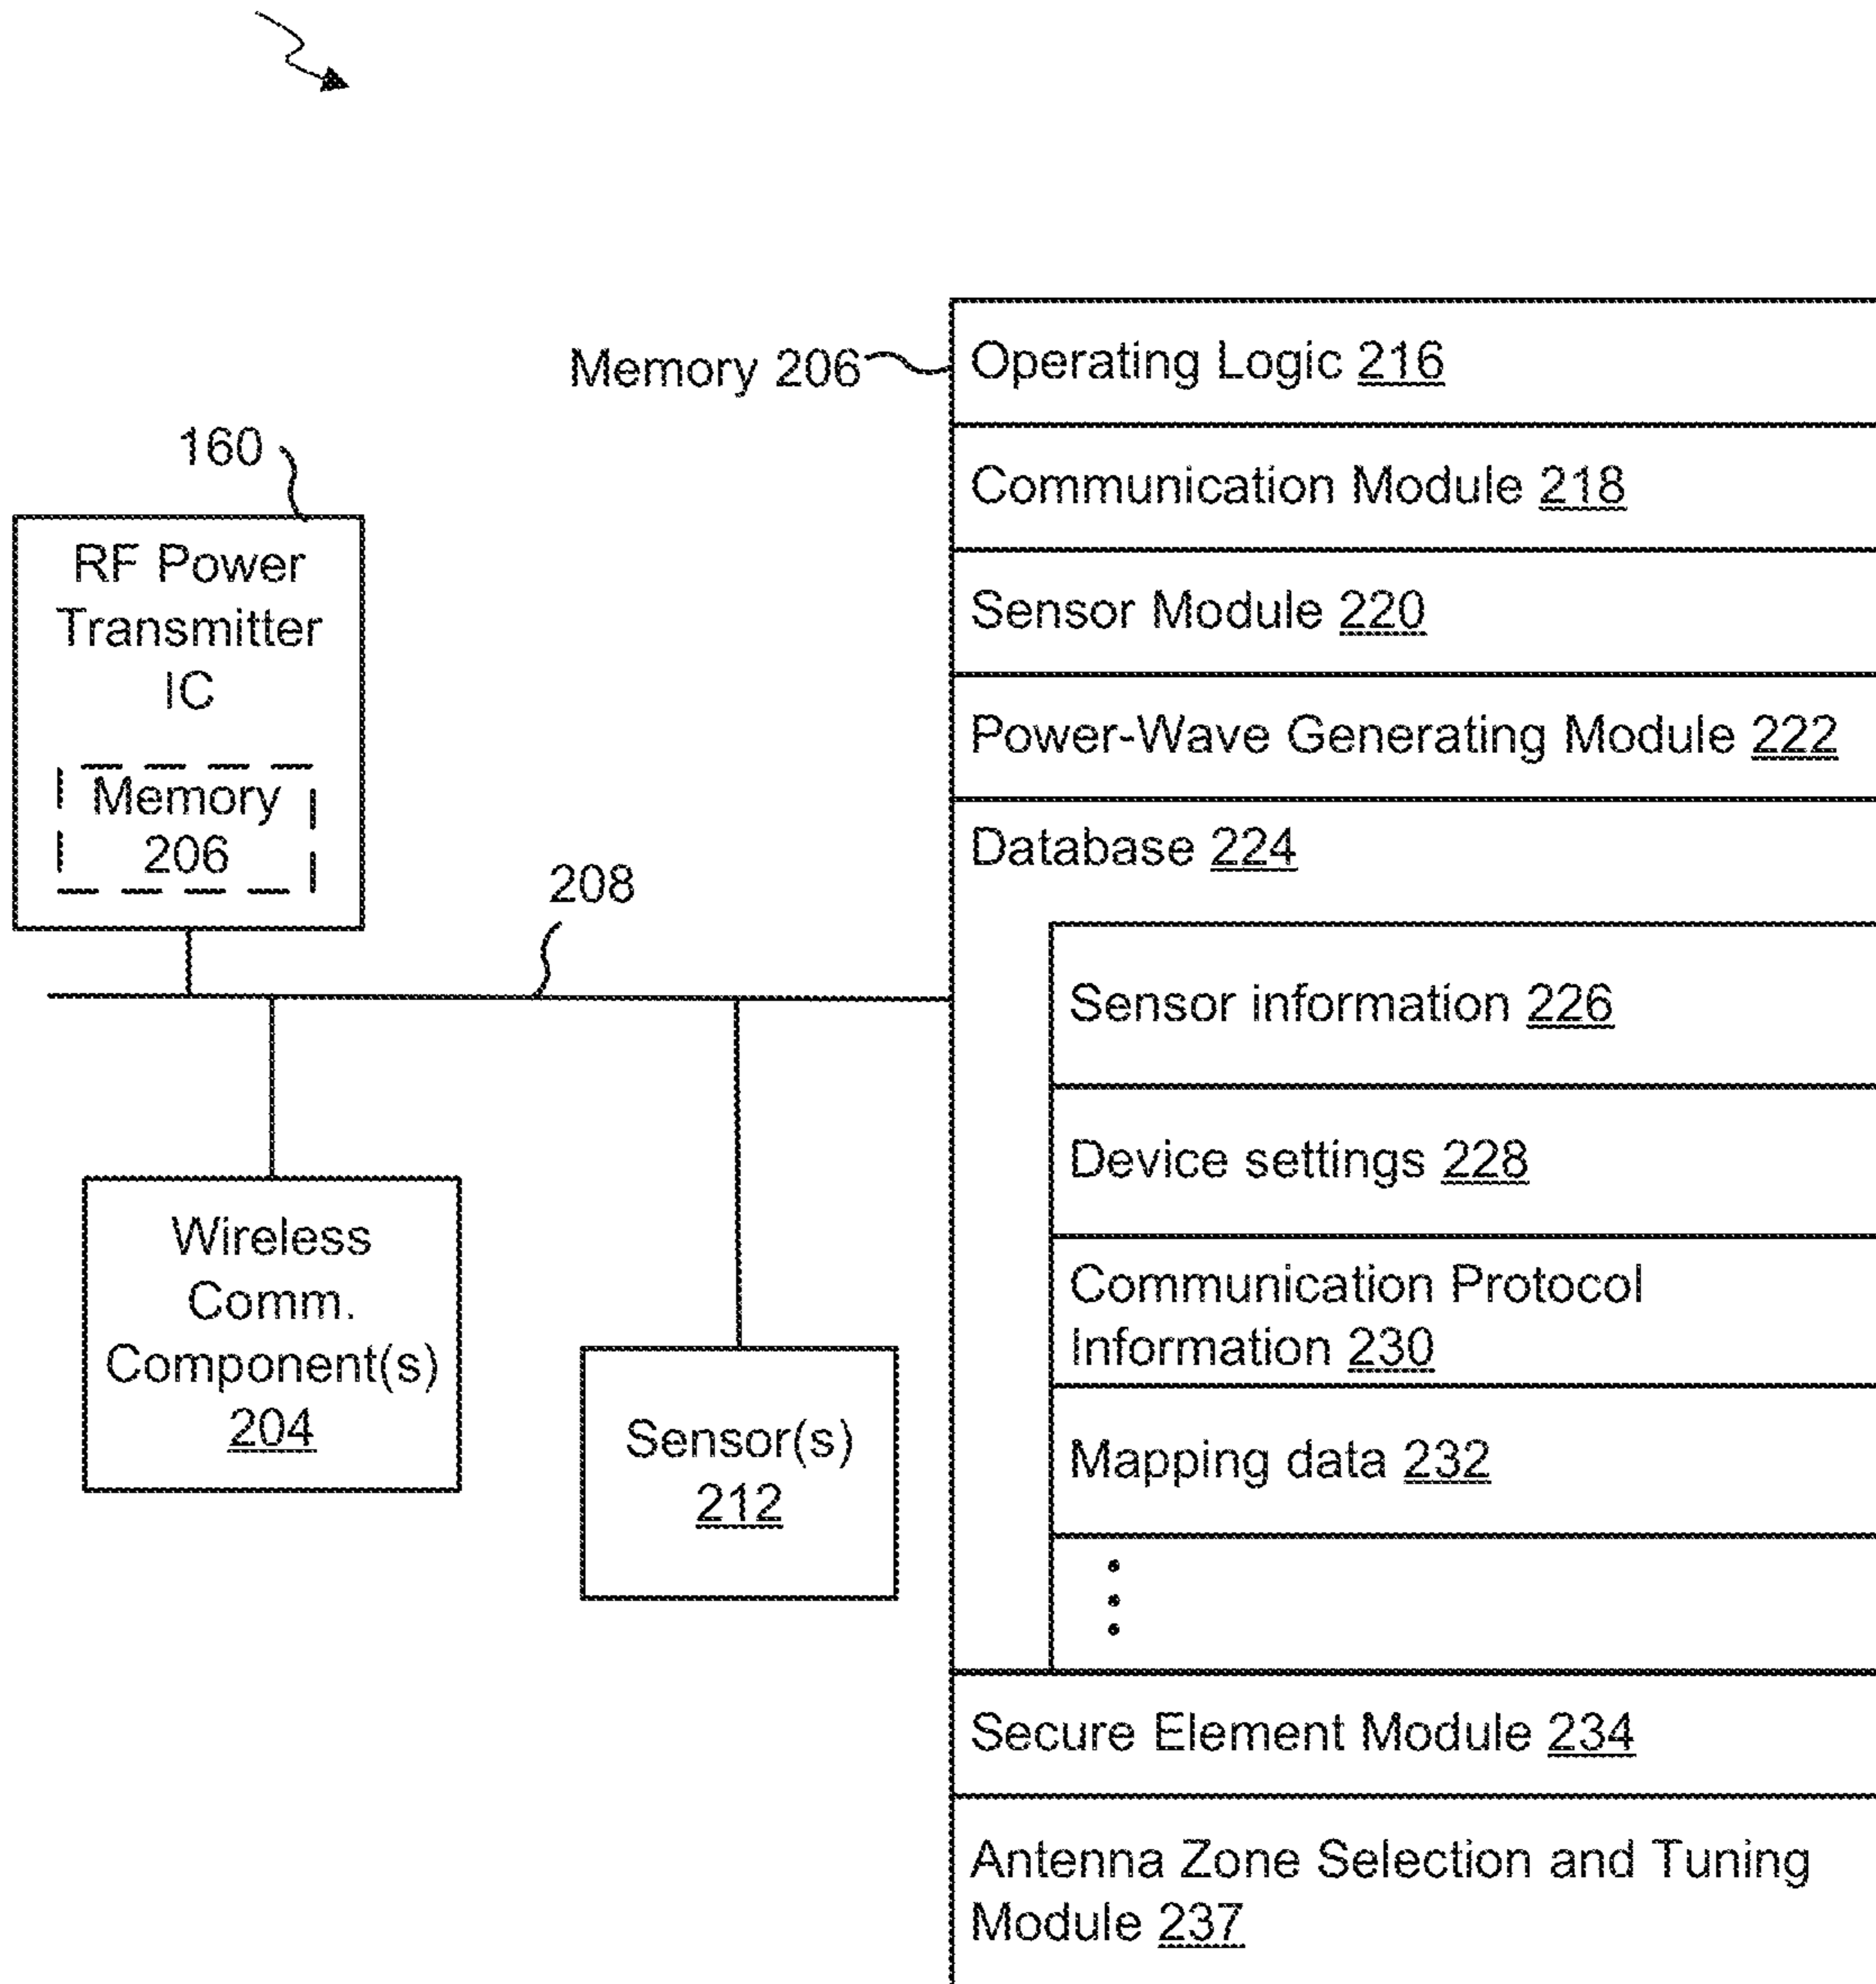 Memory 206
160
RF Power
Transmitter
IC
Memory
206
208
Wireless
Comm.
Component(s)
204
Sensor(s)
212
Operating Logic 216
Communication Module 218
Sensor Module 220
Power-Wave Generating Module 222
Database 224
Sensor information 226
Device settings 228
Communication Protocol
Information 230
Mapping data 232
Secure Element Module 234
Antenna Zone Selection and Tuning
Module 237